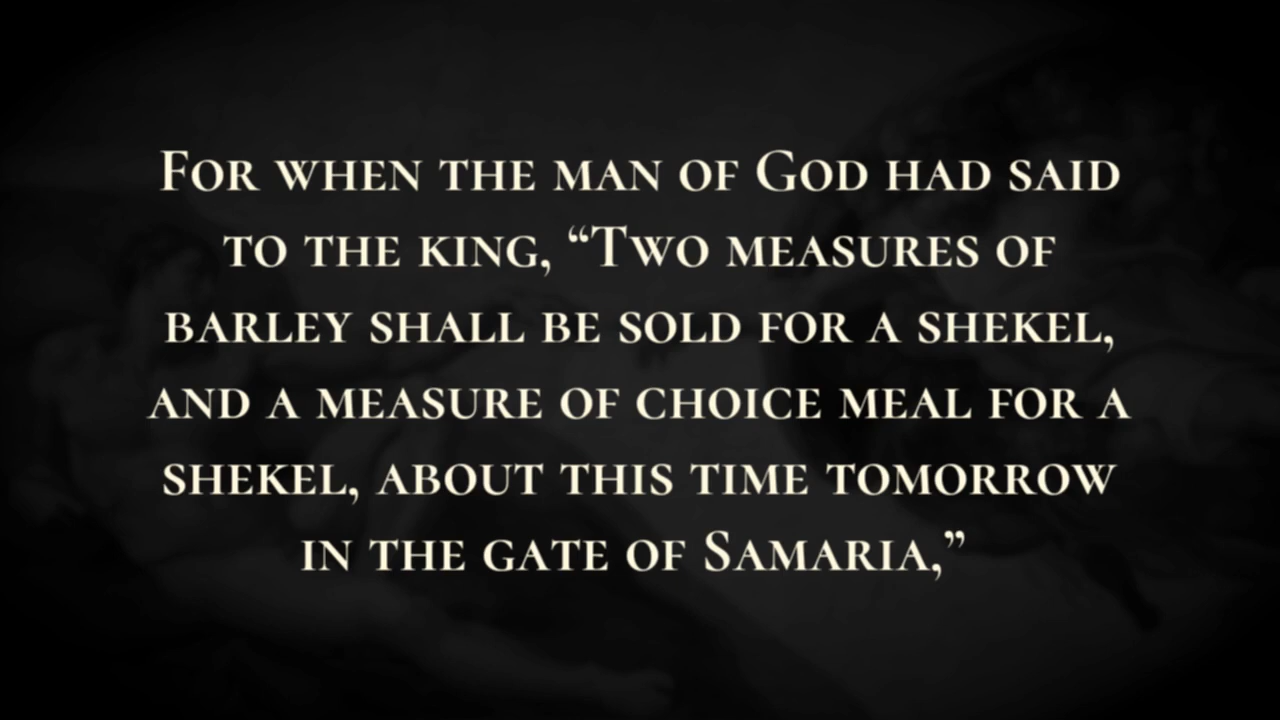 For when the man of God had said
to the king, “Two measures of
barley shall be sold for a shekel,
and a measure of choice meal for a
shekel, about this time tomorrow
in the gate of Samaria,”